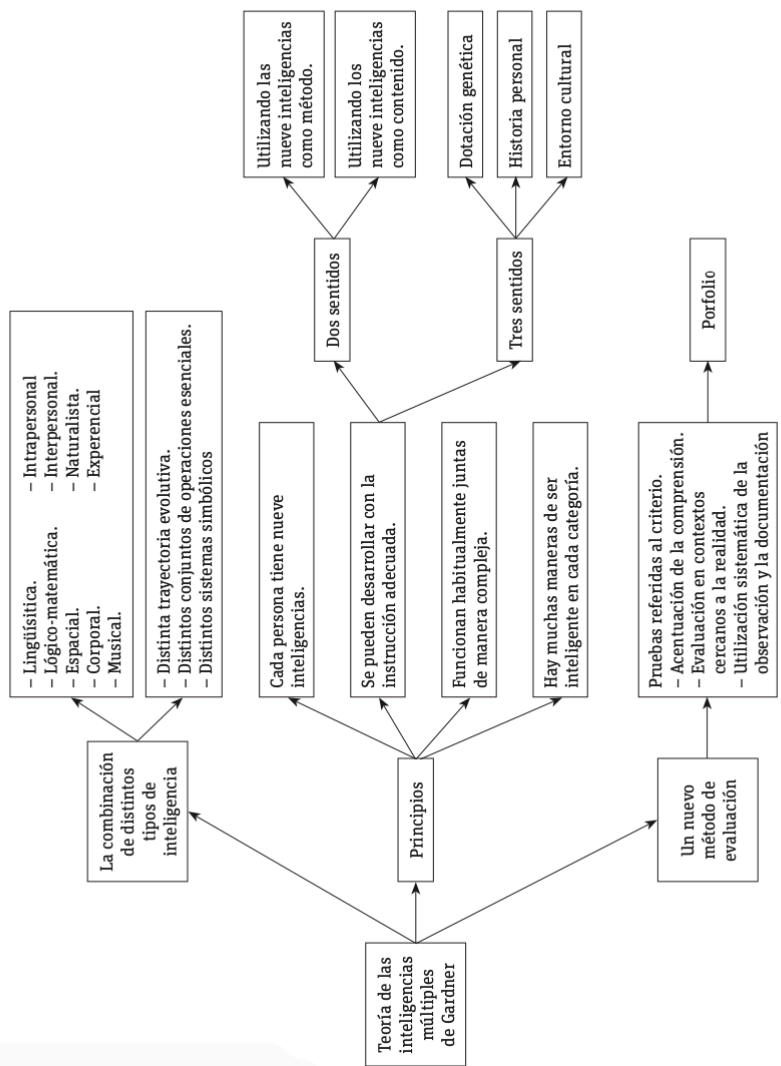 Teoría de las
inteligencias
múltiples
de Gardner
La combinación
de distintos
tipos de
inteligencia
– Lingüísitica.
– Lógico-matemática.
– Espacial.
– Corporal.
– Musical.
– Intrapersonal
– Interpersonal.
– Naturalista.
– Experencial
– Distinta trayectoria evolutiva.
– Distintos conjuntos de operaciones esenciales.
– Distintos sistemas simbólicos
Principios
Cada persona tiene nueve
inteligencias.
Se pueden desarrollar con la
instrucción adecuada.
Dos sentidos
Utilizando las
nueve inteligencias
como método.
Utilizando los
nueve inteligencias
como contenido.
Tres sentidos
Dotación genética
Historia personal
Entorno cultural
Funcionan habitualmente juntas
de manera compleja.
Hay muchas maneras de ser
inteligente en cada categoría.
Un nuevo
método de
evaluación
Pruebas referidas al criterio.
– Acentuación de la comprensión.
– Evaluación en contextos
cercanos a la realidad.
– Utilización sistemática de la
observación y la documentación
Porfolio